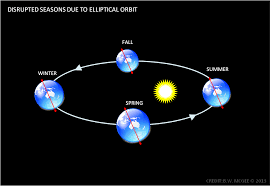 DISRUPTED SEASONS DUE TO ELLIPTICAL ORBIT
FALL
WINTER
SUMMER
SPRING